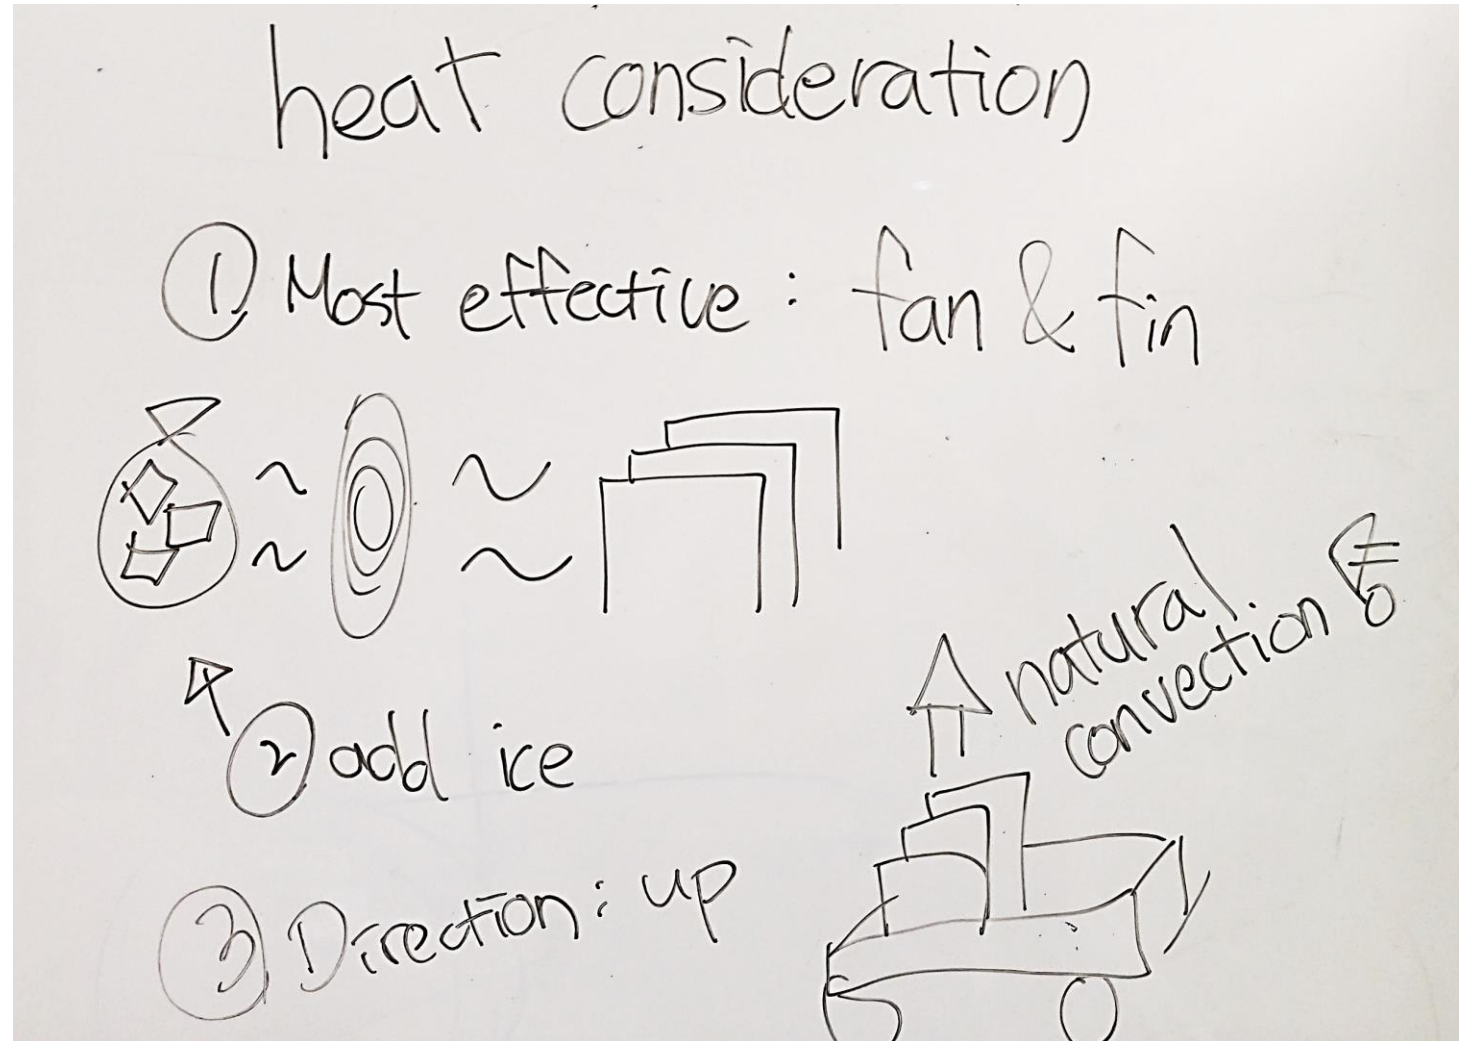 heat consideration
① Most effective : fan & fin
② add ice
natural
convection
③ Direction : up